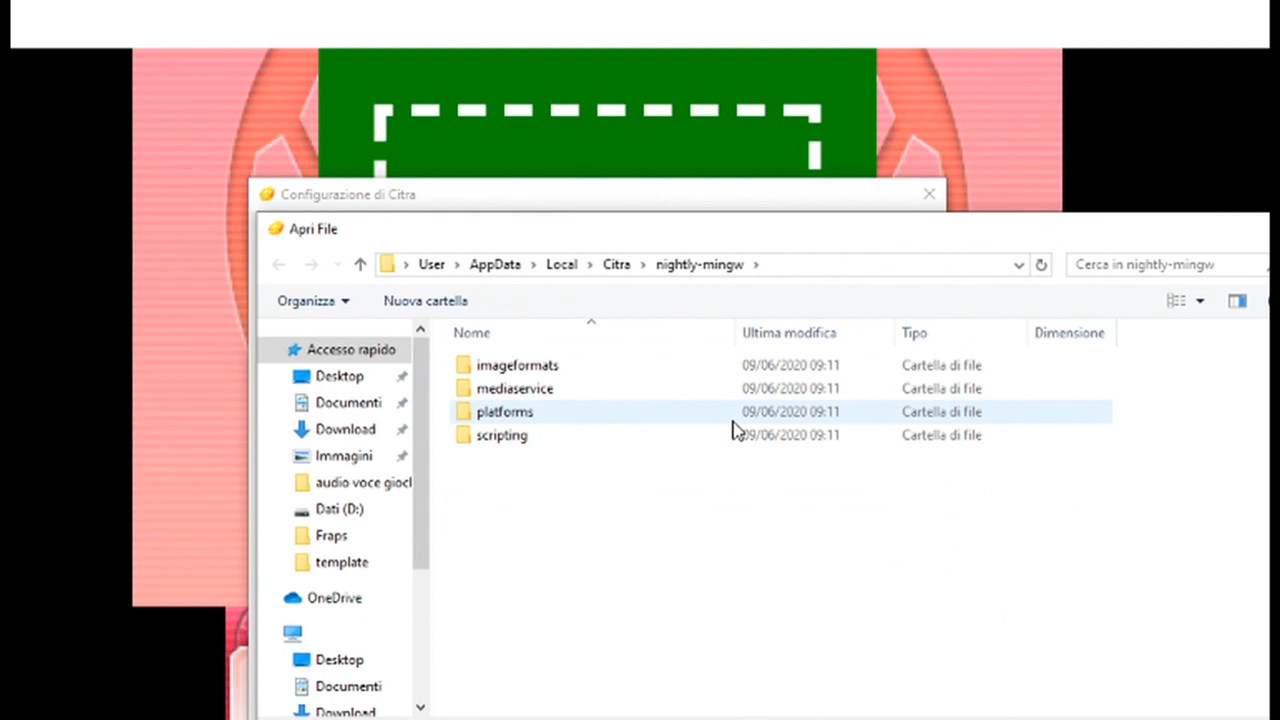 Configurazione di Citra
Apri File
User AppData Local Citra nightly-mingw
Cerca in nightly-mingw
Organizza Nuova cartella
Nome Ultima modifica Tipo Dimensione
Accesso rapido
Desktop
Documenti
Download
Immagini
audio voce giocl
Dati (D:)
Fraps
template
OneDrive
Desktop
Documenti
Download
imageformats 09/06/2020 09:11 Cartella di file
mediaservice 09/06/2020 09:11 Cartella di file
platforms 09/06/2020 09:11 Cartella di file
scripting 09/06/2020 09:11 Cartella di file